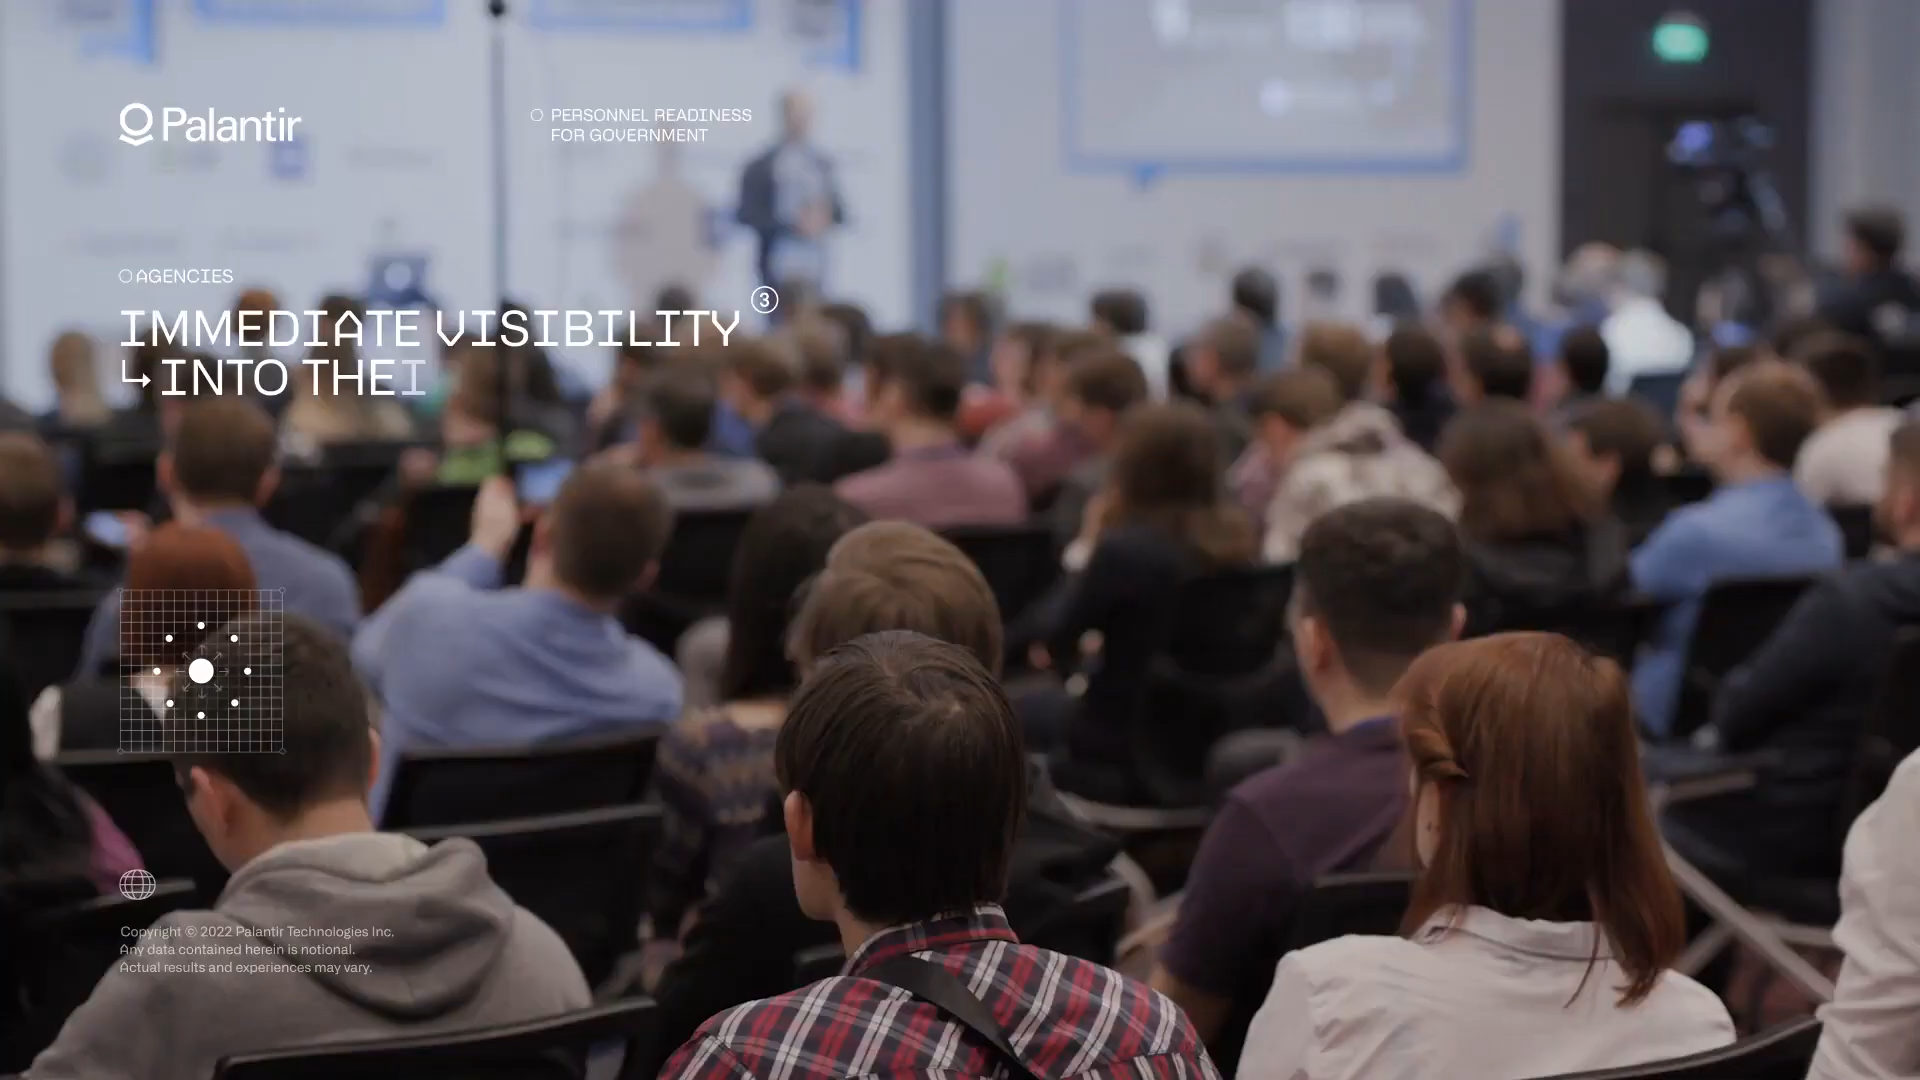 Palantir
PERSONNEL READINESS
FOR GOVERNMENT
AGENCIES
IMMEDIATE VISIBILITY
3
↳INTO THEI
Copyright © 2022 Palantir Technologies Inc.
Any data contained herein is notional.
Actual results and experiences may vary.